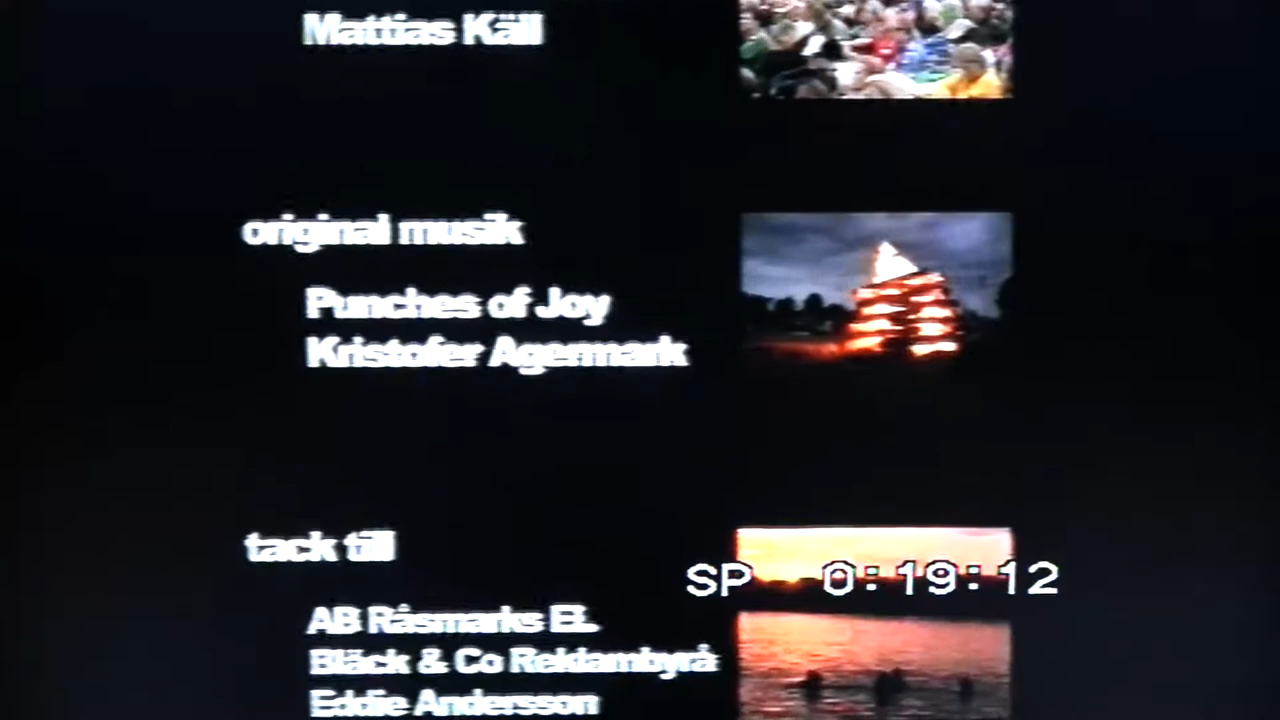 Mattias Käll
original musik
Punches of Joy
Kristofer Agermark
tack till
SP 0:19:12
AB Råsmarks EL
Bläck & Co Reklambyrå
Eddie Andersson